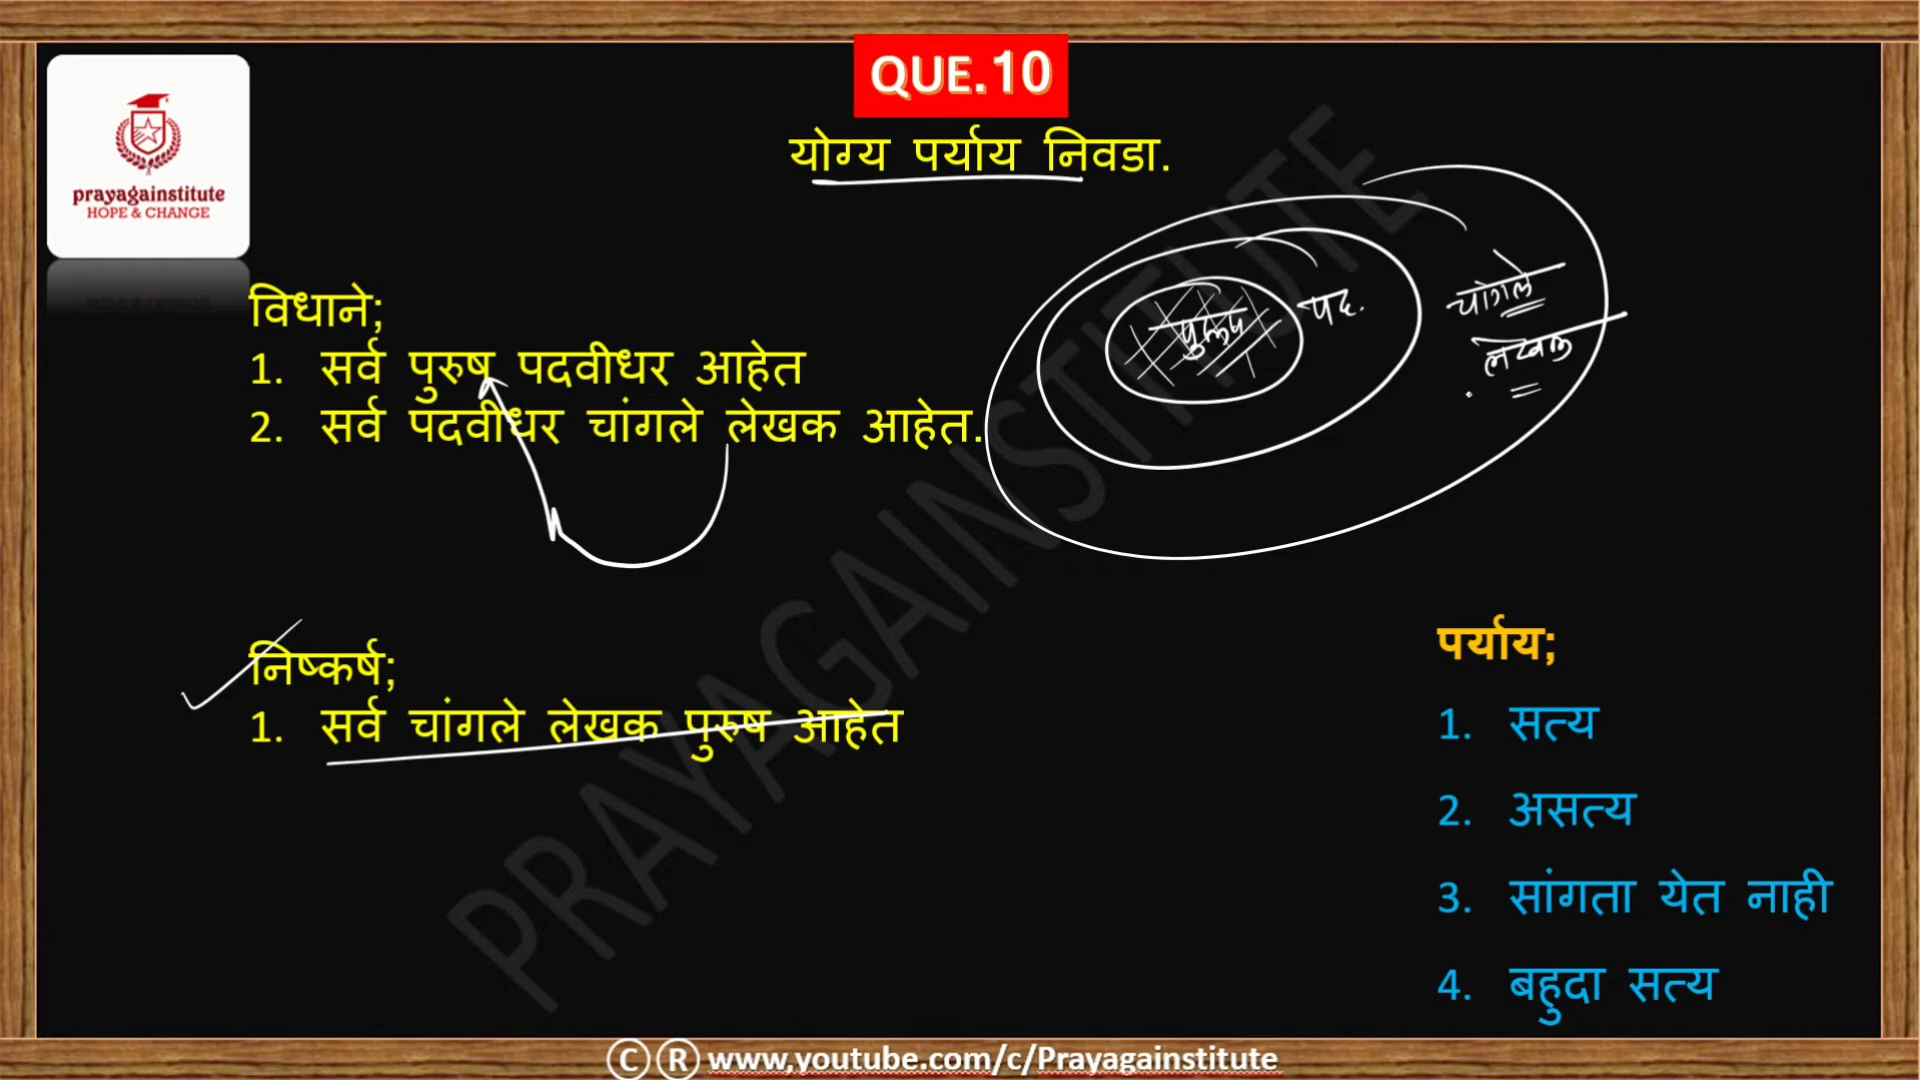 QUE.10
योग्य पर्याय निवडा.
prayagainstitute
HOPE & CHANGE
विधाने;
1. सर्व पुरुष पदवीधर आहेत
2. सर्व पदवीधर चांगले लेखक आहेत.
पुरुष
पद.
चांगले
लेखक
निष्कर्ष;
1. सर्व चांगले लेखक पुरुष आहेत
पर्याय;
1. सत्य
2. असत्य
3. सांगता येत नाही
4. बहुदा सत्य
PRAYAGAINSTITUTE
© ® www,youtube.com/c/Prayagainstitute